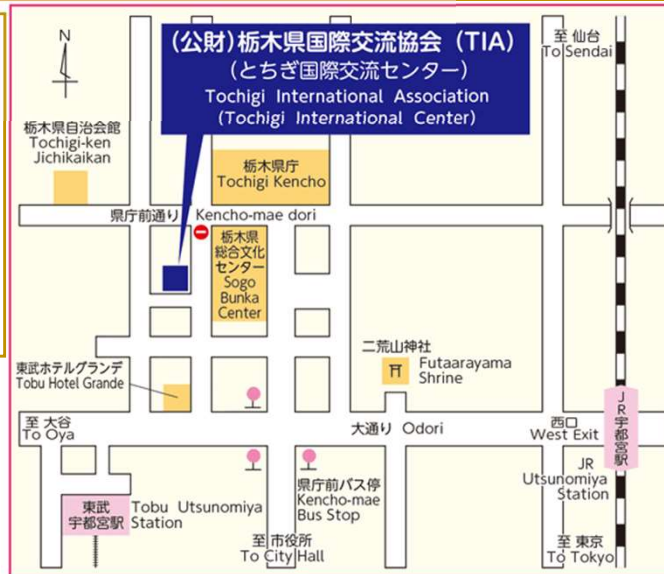 (公財)栃木県国際交流協会 (TIA)
(とちぎ国際交流センター)
Tochigi International Association
(Tochigi International Center)
N
至 仙台
To Sendai
栃木県自治会館
Tochigi-ken
Jichikaikan
栃木県庁
Tochigi Kencho
県庁前通り Kencho-mae dori
栃木県
総合文化
センター
Sogo
Bunka
Center
東武ホテルグランデ
Tobu Hotel Grande
二荒山神社
Futaarayama
Shrine
至 大谷
To Oya
大通り Odori
西口
West Exit
JR宇都宮駅
JR
Utsunomiya
Station
県庁前バス停
Kencho-mae
Bus Stop
東武
宇都宮駅
Tobu Utsunomiya
Station
至 市役所
To City Hall
至 東京
To Tokyo